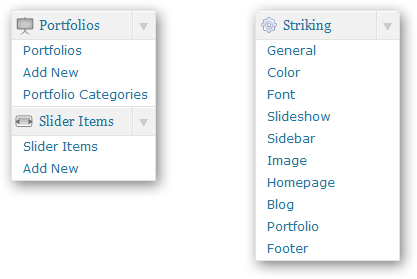 Portfolios
Portfolios
Add New
Portfolio Categories
Slider Items
Slider Items
Add New
Striking
General
Color
Font
Slideshow
Sidebar
Image
Homepage
Blog
Portfolio
Footer